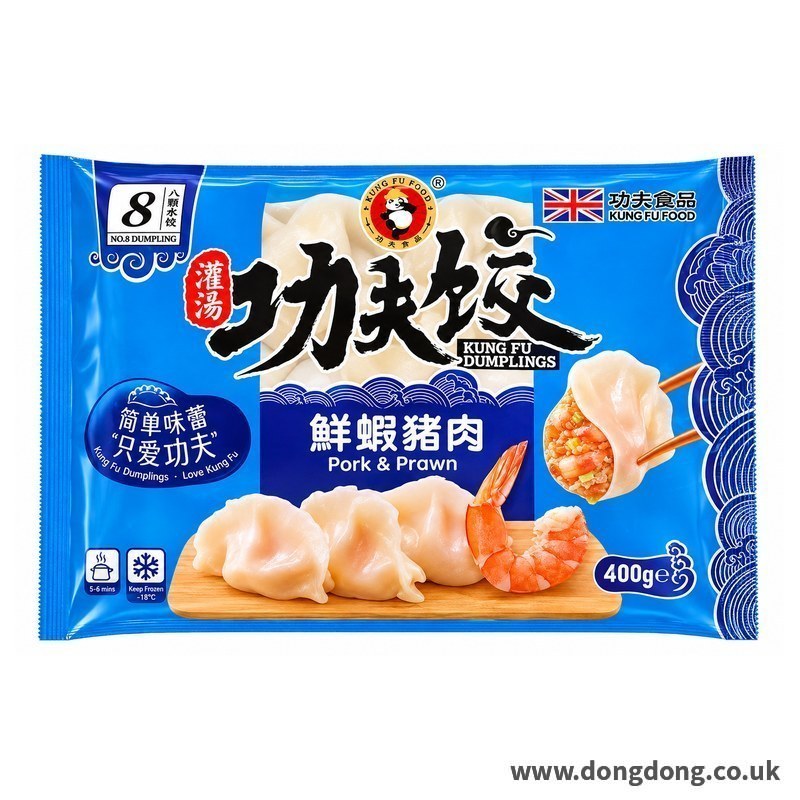 8
八顆水饺
NO.8 DUMPLING
KUNG FU FOOD
功夫食品
®
功夫食品
KUNG FU FOOD
灌湯
功夫饺
KUNG FU
DUMPLINGS
鮮蝦豬肉
Pork & Prawn
简单味蕾
“只爱功夫”
Kung Fu Dumplings · Love Kung Fu
5-6 mins
Keep Frozen
-18°C
400g℮
www.dongdong.co.uk